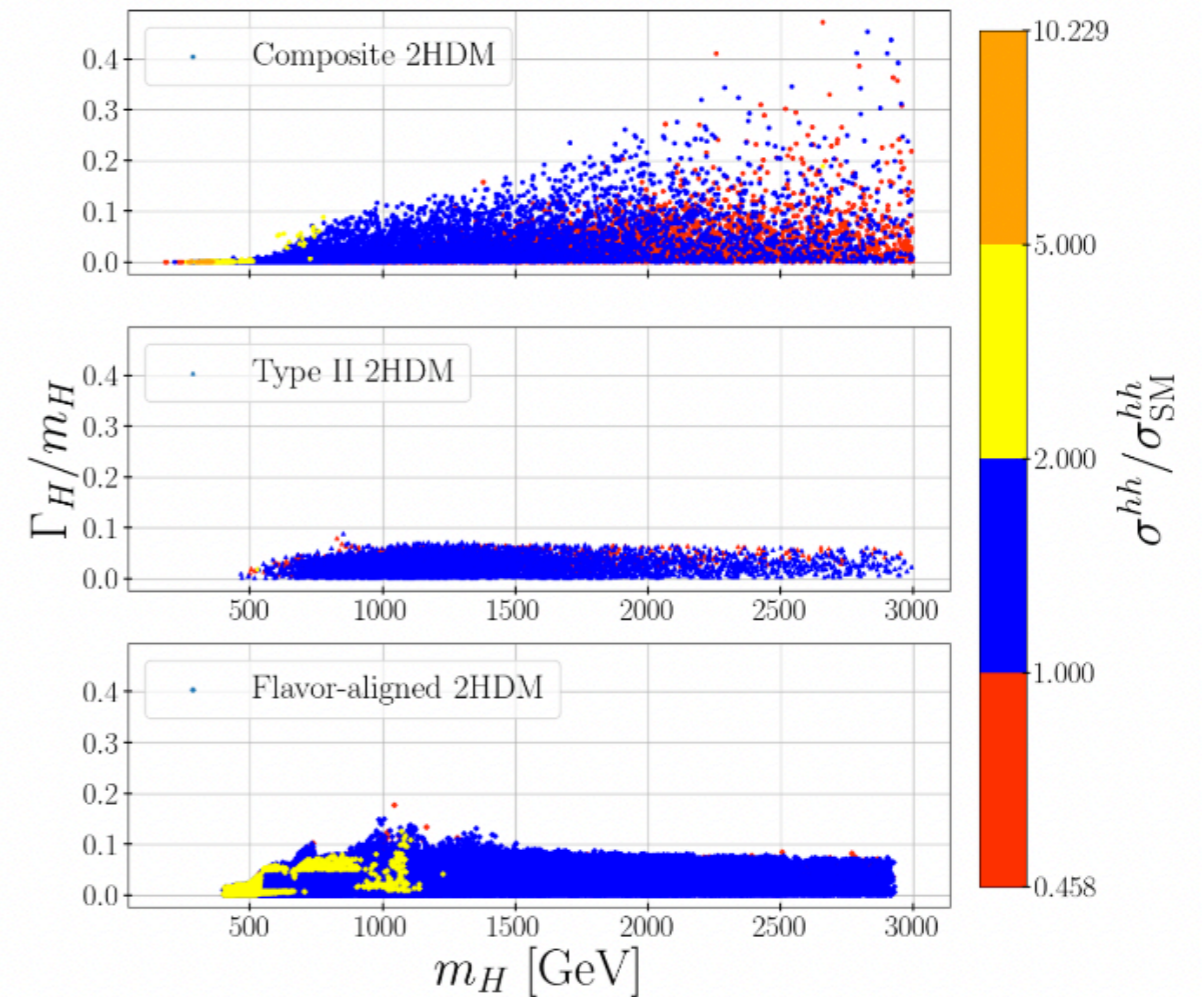 Composite 2HDM
0.4
0.3
0.2
0.1
0.0
Type II 2HDM
0.4
0.3
0.2
0.1
0.0
500 1000 1500 2000 2500 3000
Flavor-aligned 2HDM
0.4
0.3
0.2
0.1
0.0
500 1000 1500 2000 2500 3000
m_H [GeV]
Γ_H/m_H
10.229
5.000
2.000
1.000
0.458
σ^{hh}/σ^{hh}_{SM}